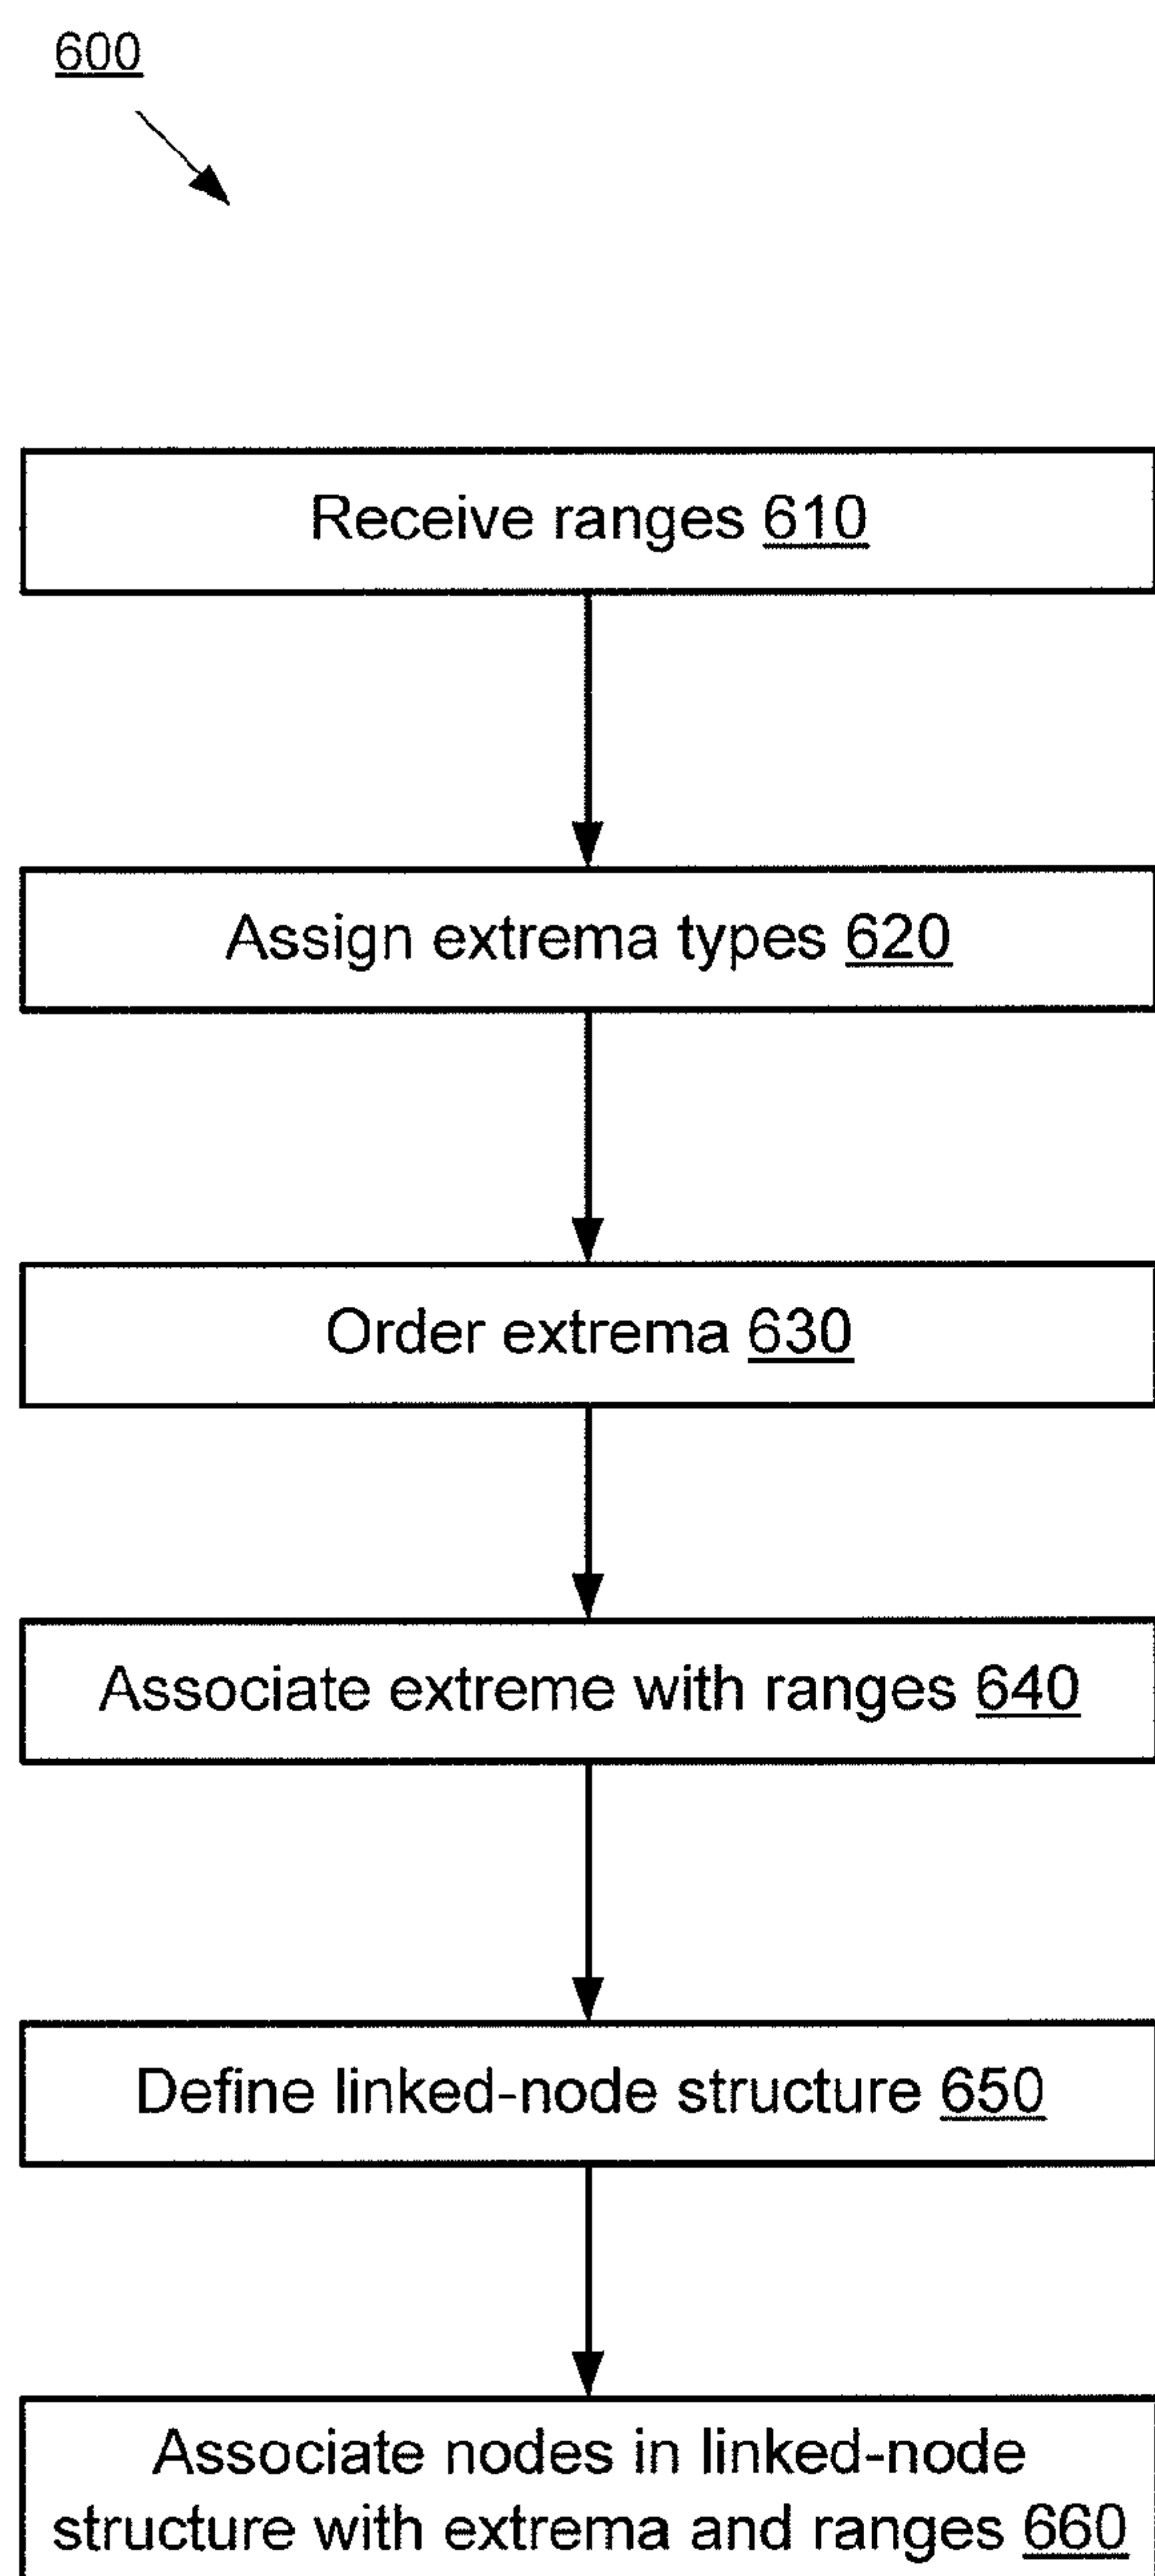 600
Receive ranges 610
Assign extrema types 620
Order extrema 630
Associate extreme with ranges 640
Define linked-node structure 650
Associate nodes in linked-node
structure with extrema and ranges 660